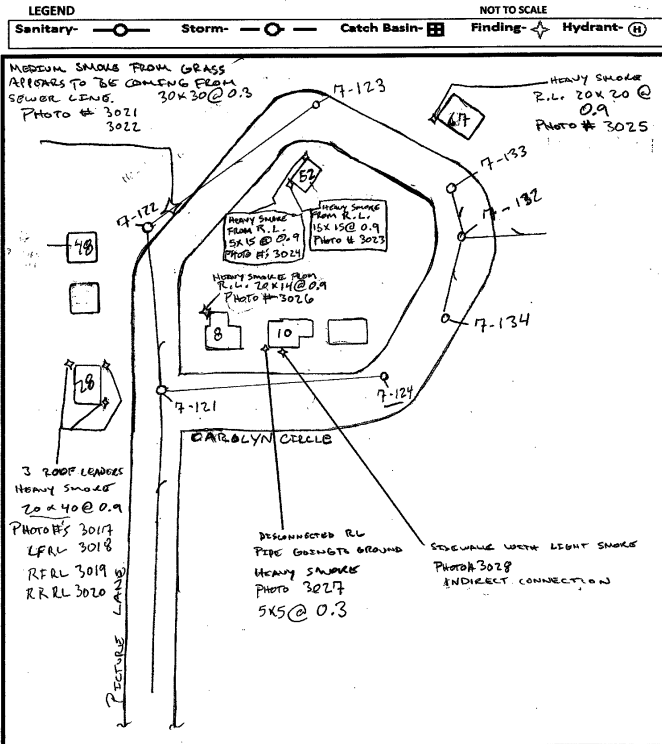 LEGEND
NOT TO SCALE
Sanitary- Storm- Catch Basin- Finding- Hydrant- H
MEDIUM SMOKE FROM GRASS
APPEARS TO BE COMING FROM
SEWER LINE. 30x30@0.3
PHOTO # 3021
3022
7-123
HEAVY SMOKE
R.L. 20x20 @
0.9
PHOTO # 3025
67
7-133
7-132
7-122
52
HEAVY SMOKE
FROM R.L.
5x15 @ 0.9
PHOTO #'s 3024
HEAVY SMOKE
FROM R.L.
15x15@ 0.9
PHOTO # 3023
48
HEAVY SMOKE FROM
R.L. 20x14@0.9
PHOTO # 3026
8
10
7-134
28
7-121
7-124
CAROLYN CIRCLE
3 ROOF LEADERS
HEAVY SMOKE
20 x 40 @ 0.9
PHOTO #'s 3017
LFRL 3018
RFRL 3019
RRRL 3020
DISCONNECTED RL
PIPE GOING TO GROUND
HEAVY SMOKE
PHOTO 3027
5x5@ 0.3
SIDEWALK WITH LIGHT SMOKE
PHOTO# 3028
INDIRECT CONNECTION
PICTURE LANE